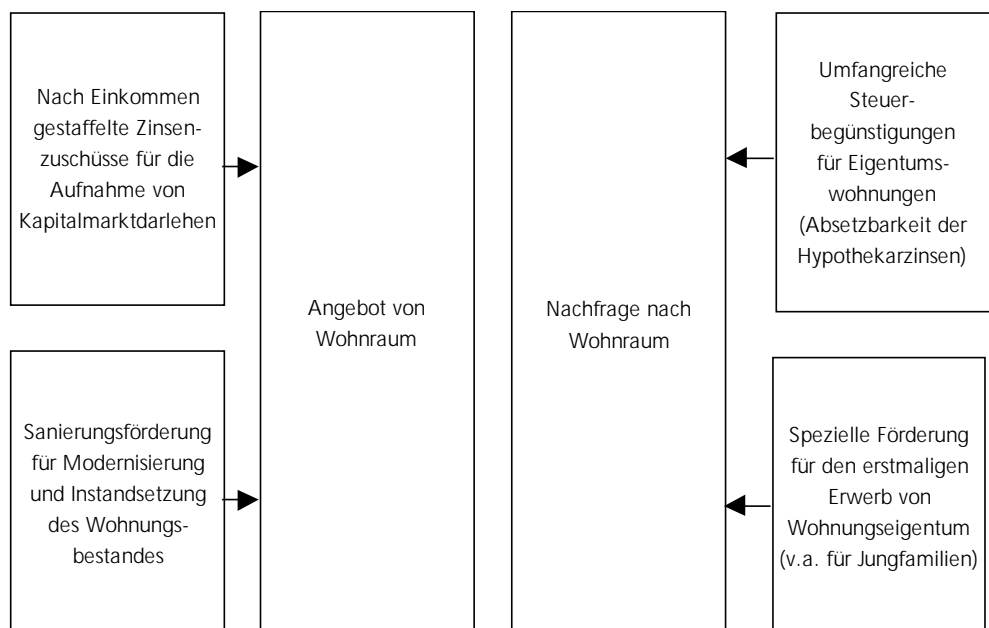 Nach Einkommen
gestaffelte Zinsen-
zuschüsse für die
Aufnahme von
Kapitalmarktdarlehen
Sanierungsförderung
für Modernisierung
und Instandsetzung
des Wohnungs-
bestandes
Angebot von
Wohnraum
Nachfrage nach
Wohnraum
Umfangreiche
Steuer-
begünstigungen
für Eigentums-
wohnungen
(Absetzbarkeit der
Hypothekarzinsen)
Spezielle Förderung
für den erstmaligen
Erwerb von
Wohnungseigentum
(v.a. für Jungfamilien)